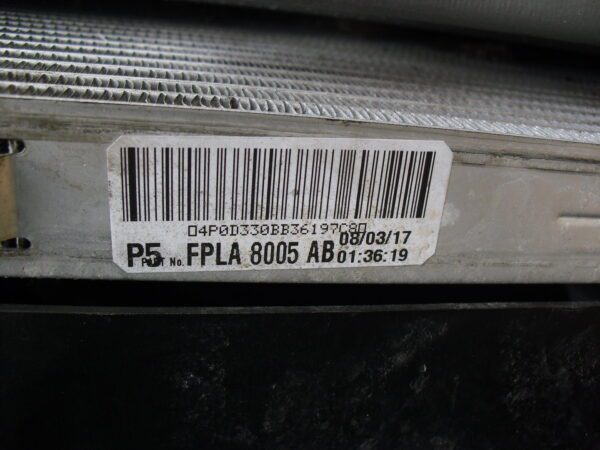 04P0D330BB36197C80
P5 PART No. FPLA 8005 AB 08/03/17
01:36:19